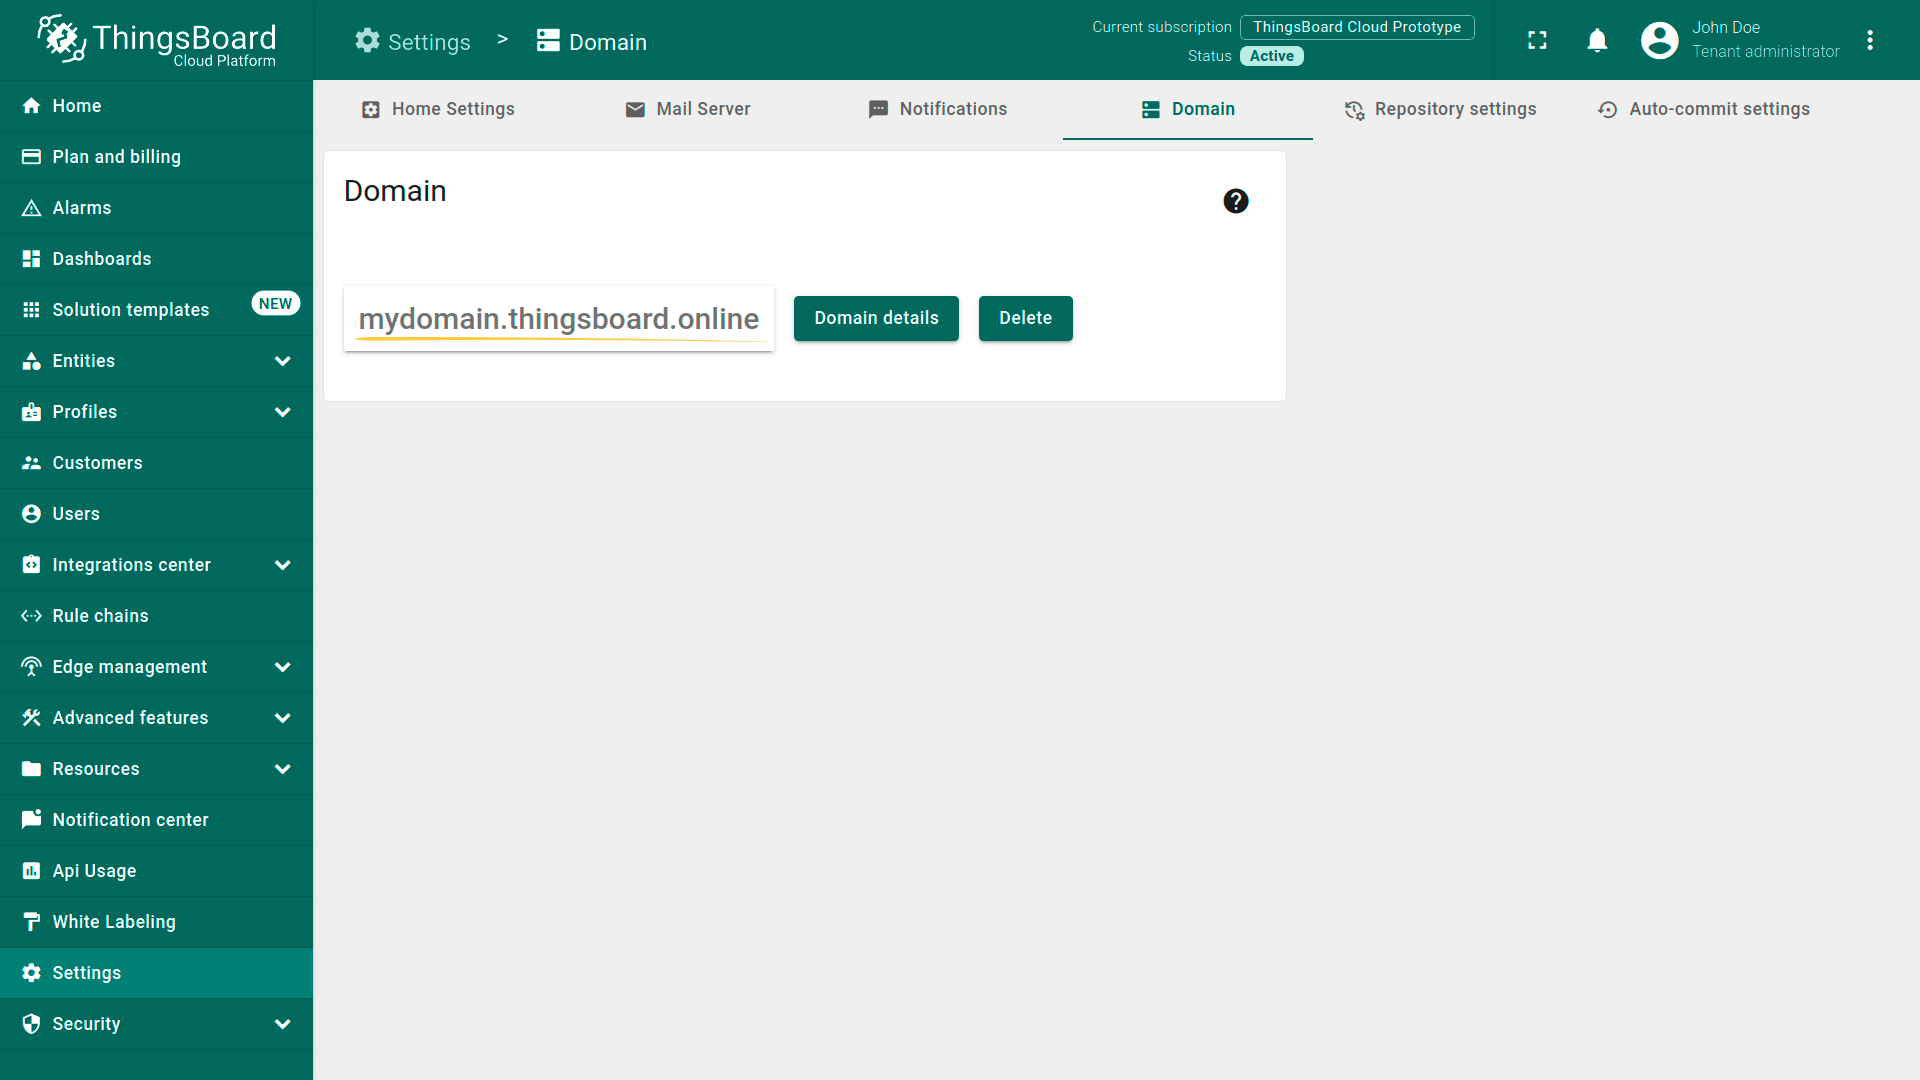 ThingsBoard
Cloud Platform
Settings > Domain
Current subscription ThingsBoard Cloud Prototype
Status Active
John Doe
Tenant administrator
Home
Plan and billing
Alarms
Dashboards
Solution templates NEW
Entities
Profiles
Customers
Users
Integrations center
Rule chains
Edge management
Advanced features
Resources
Notification center
Api Usage
White Labeling
Settings
Security
Home Settings Mail Server Notifications Domain Repository settings Auto-commit settings
Domain
?
mydomain.thingsboard.online Domain details Delete